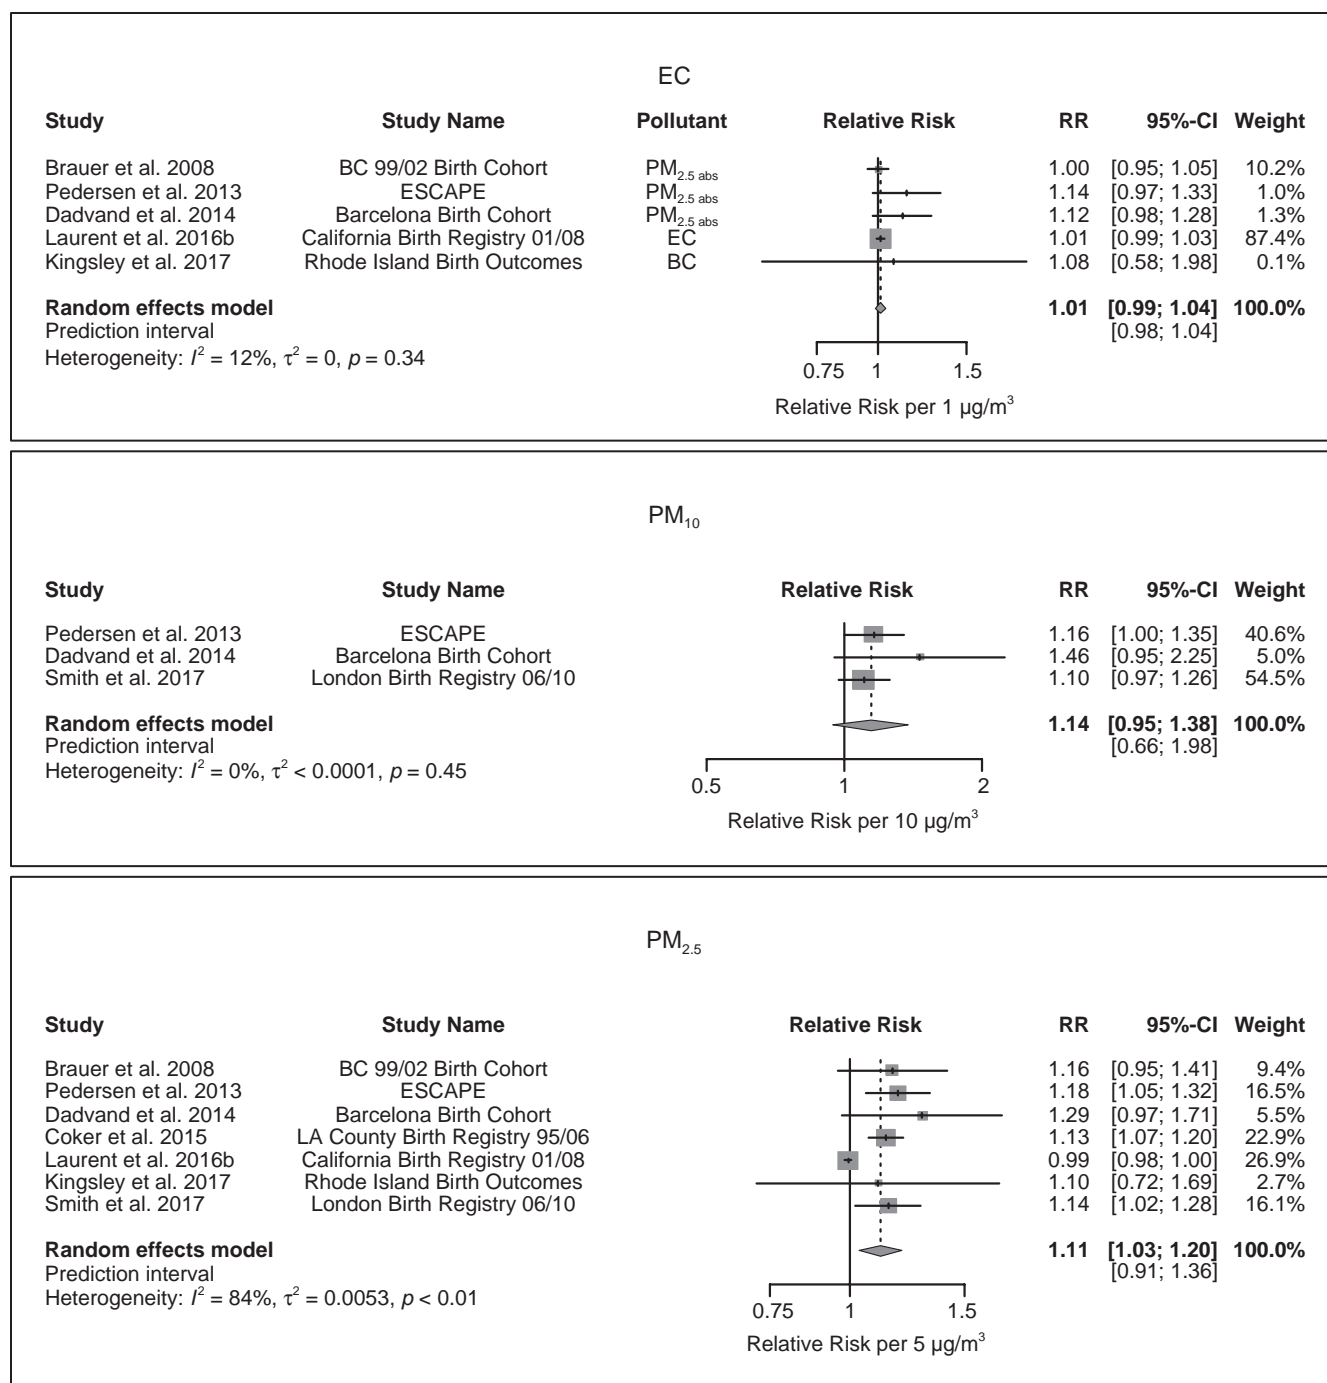 EC
Study Study Name Pollutant Relative Risk RR 95%-CI Weight
Brauer et al. 2008 BC 99/02 Birth Cohort PM2.5 abs 1.00 [0.95; 1.05] 10.2%
Pedersen et al. 2013 ESCAPE PM2.5 abs 1.14 [0.97; 1.33] 1.0%
Dadvand et al. 2014 Barcelona Birth Cohort PM2.5 abs 1.12 [0.98; 1.28] 1.3%
Laurent et al. 2016b California Birth Registry 01/08 EC 1.01 [0.99; 1.03] 87.4%
Kingsley et al. 2017 Rhode Island Birth Outcomes BC 1.08 [0.58; 1.98] 0.1%
Random effects model 1.01 [0.99; 1.04] 100.0%
Prediction interval [0.98; 1.04]
Heterogeneity: I² = 12%, τ² = 0, p = 0.34
0.75 1 1.5
Relative Risk per 1 µg/m³
PM10
Study Study Name Relative Risk RR 95%-CI Weight
Pedersen et al. 2013 ESCAPE 1.16 [1.00; 1.35] 40.6%
Dadvand et al. 2014 Barcelona Birth Cohort 1.46 [0.95; 2.25] 5.0%
Smith et al. 2017 London Birth Registry 06/10 1.10 [0.97; 1.26] 54.5%
Random effects model 1.14 [0.95; 1.38] 100.0%
Prediction interval [0.66; 1.98]
Heterogeneity: I² = 0%, τ² < 0.0001, p = 0.45
0.5 1 2
Relative Risk per 10 µg/m³
PM2.5
Study Study Name Relative Risk RR 95%-CI Weight
Brauer et al. 2008 BC 99/02 Birth Cohort 1.16 [0.95; 1.41] 9.4%
Pedersen et al. 2013 ESCAPE 1.18 [1.05; 1.32] 16.5%
Dadvand et al. 2014 Barcelona Birth Cohort 1.29 [0.97; 1.71] 5.5%
Coker et al. 2015 LA County Birth Registry 95/06 1.13 [1.07; 1.20] 22.9%
Laurent et al. 2016b California Birth Registry 01/08 0.99 [0.98; 1.00] 26.9%
Kingsley et al. 2017 Rhode Island Birth Outcomes 1.10 [0.72; 1.69] 2.7%
Smith et al. 2017 London Birth Registry 06/10 1.14 [1.02; 1.28] 16.1%
Random effects model 1.11 [1.03; 1.20] 100.0%
Prediction interval [0.91; 1.36]
Heterogeneity: I² = 84%, τ² = 0.0053, p < 0.01
0.75 1 1.5
Relative Risk per 5 µg/m³